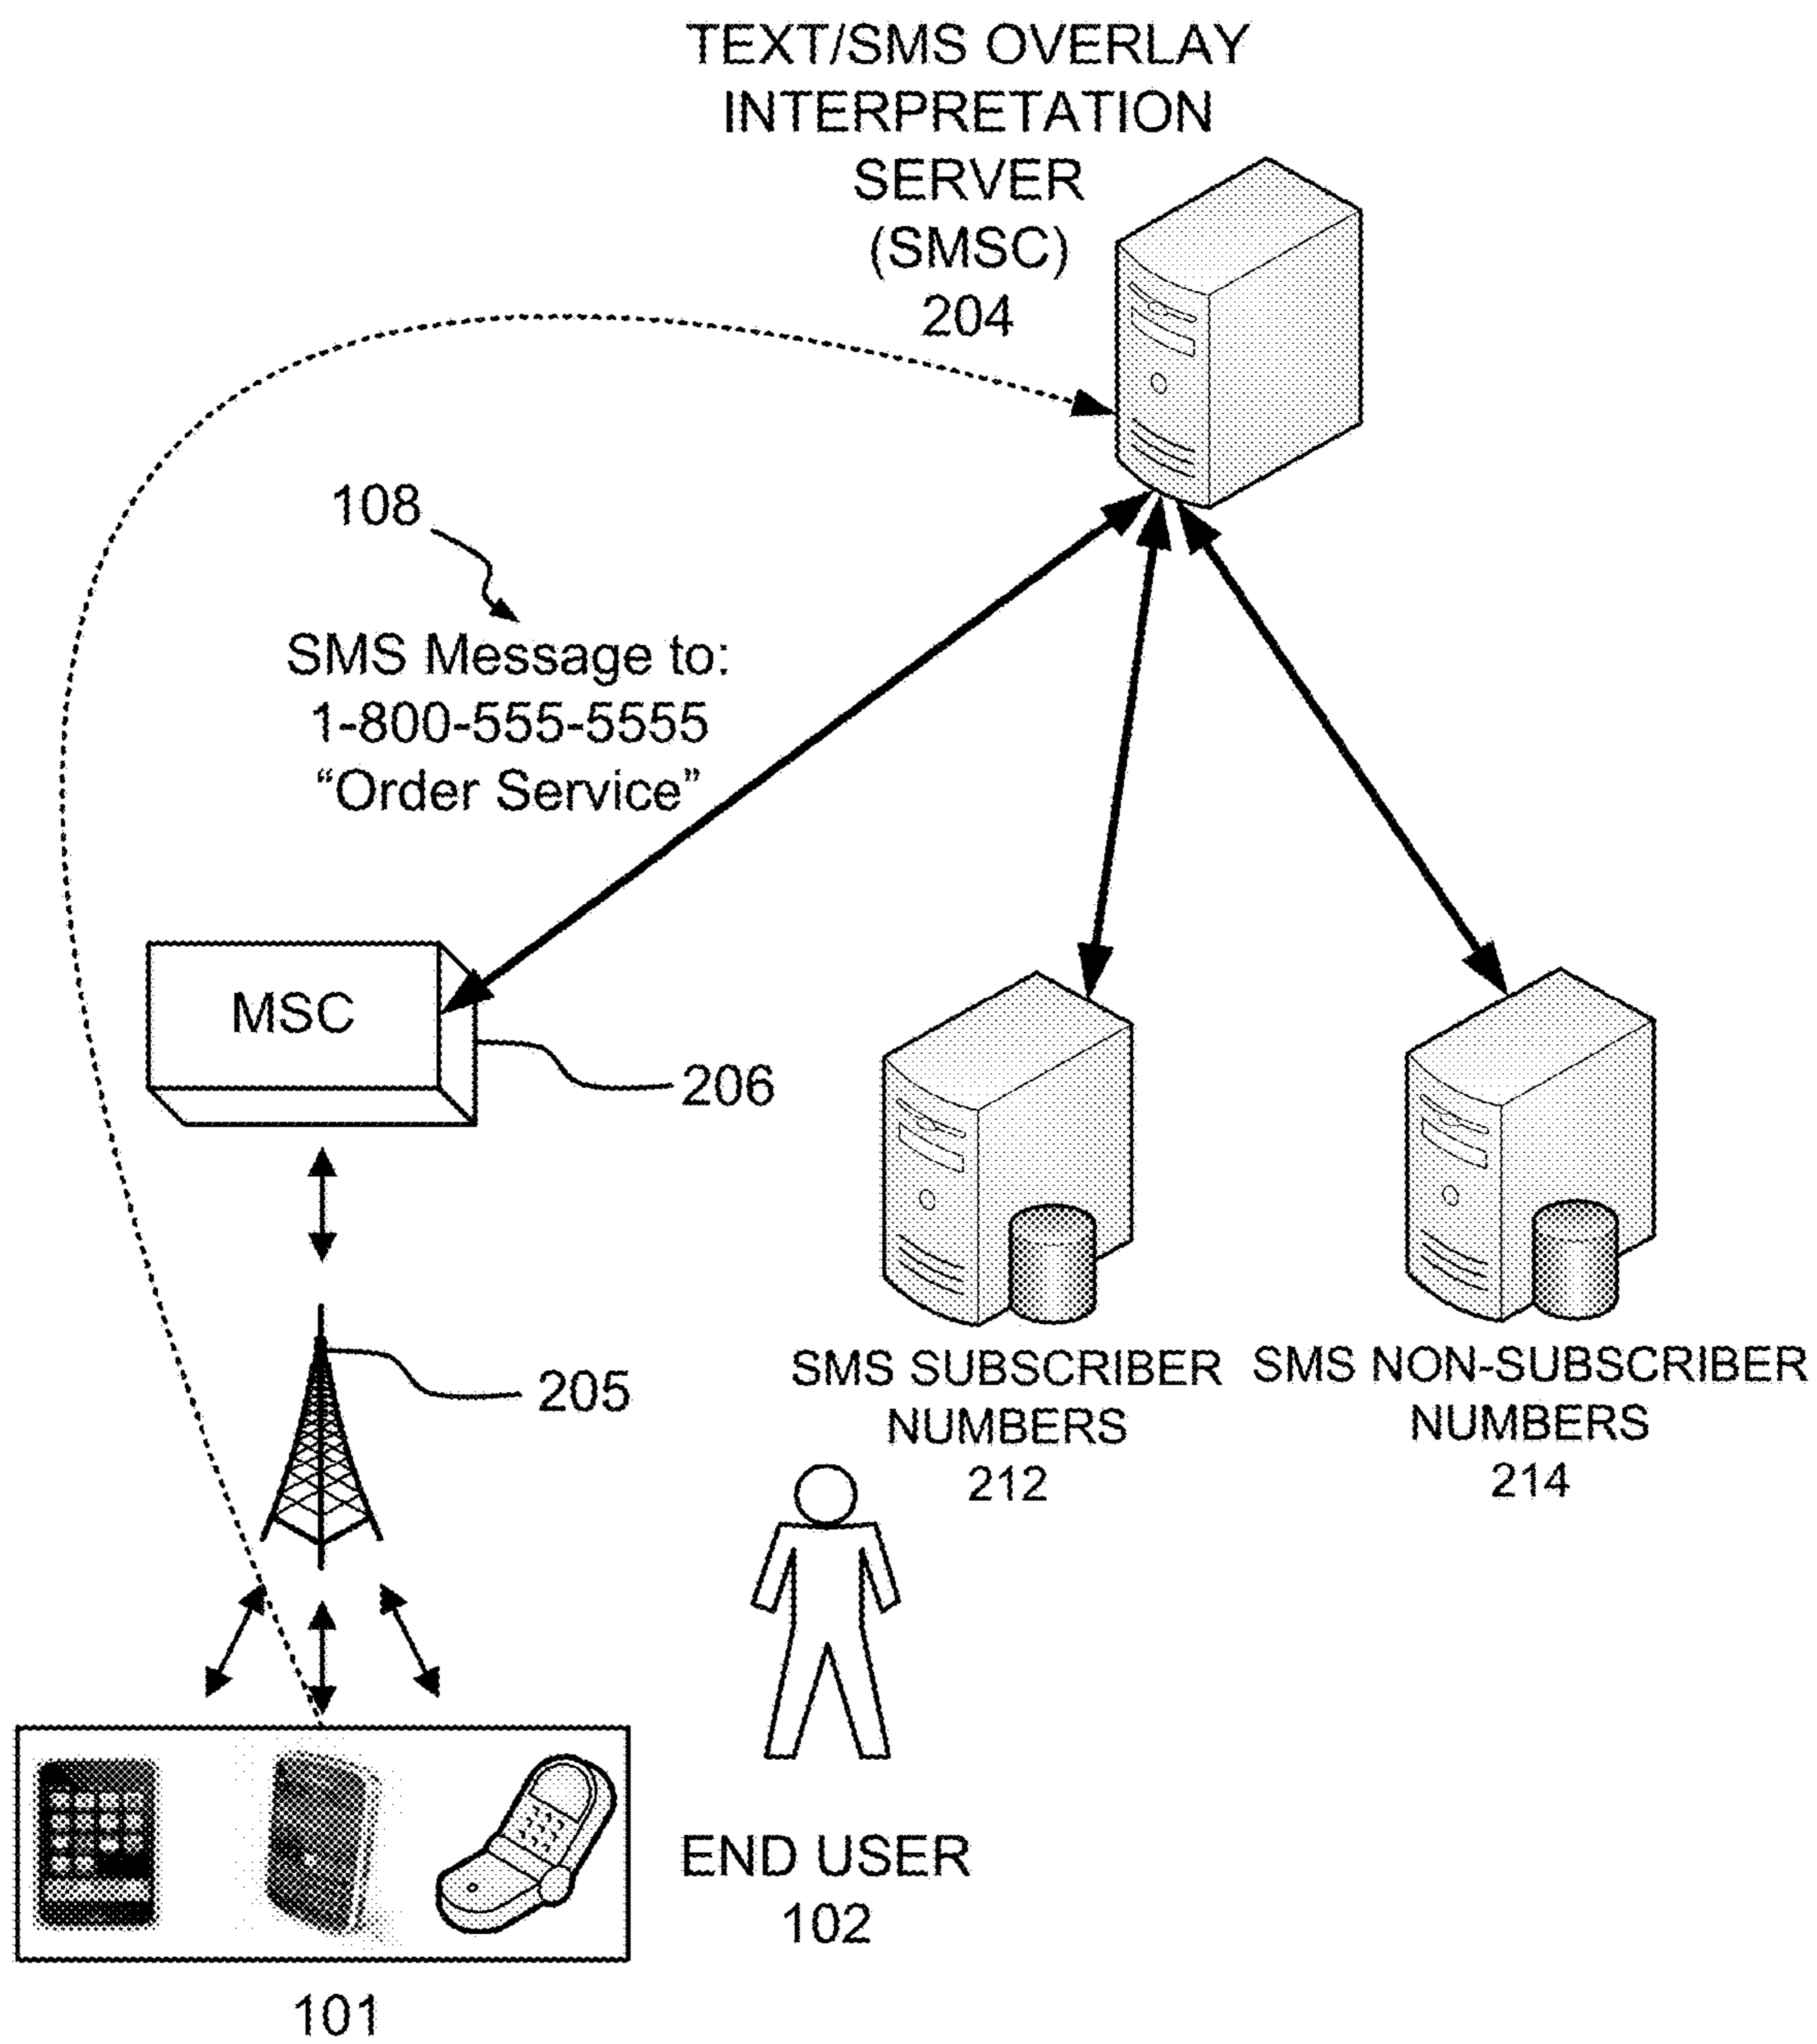 TEXT/SMS OVERLAY
INTERPRETATION
SERVER
(SMSC)
204
108
SMS Message to:
1-800-555-5555
“Order Service”
MSC
206
205
SMS SUBSCRIBER
NUMBERS
212
SMS NON-SUBSCRIBER
NUMBERS
214
END USER
102
101